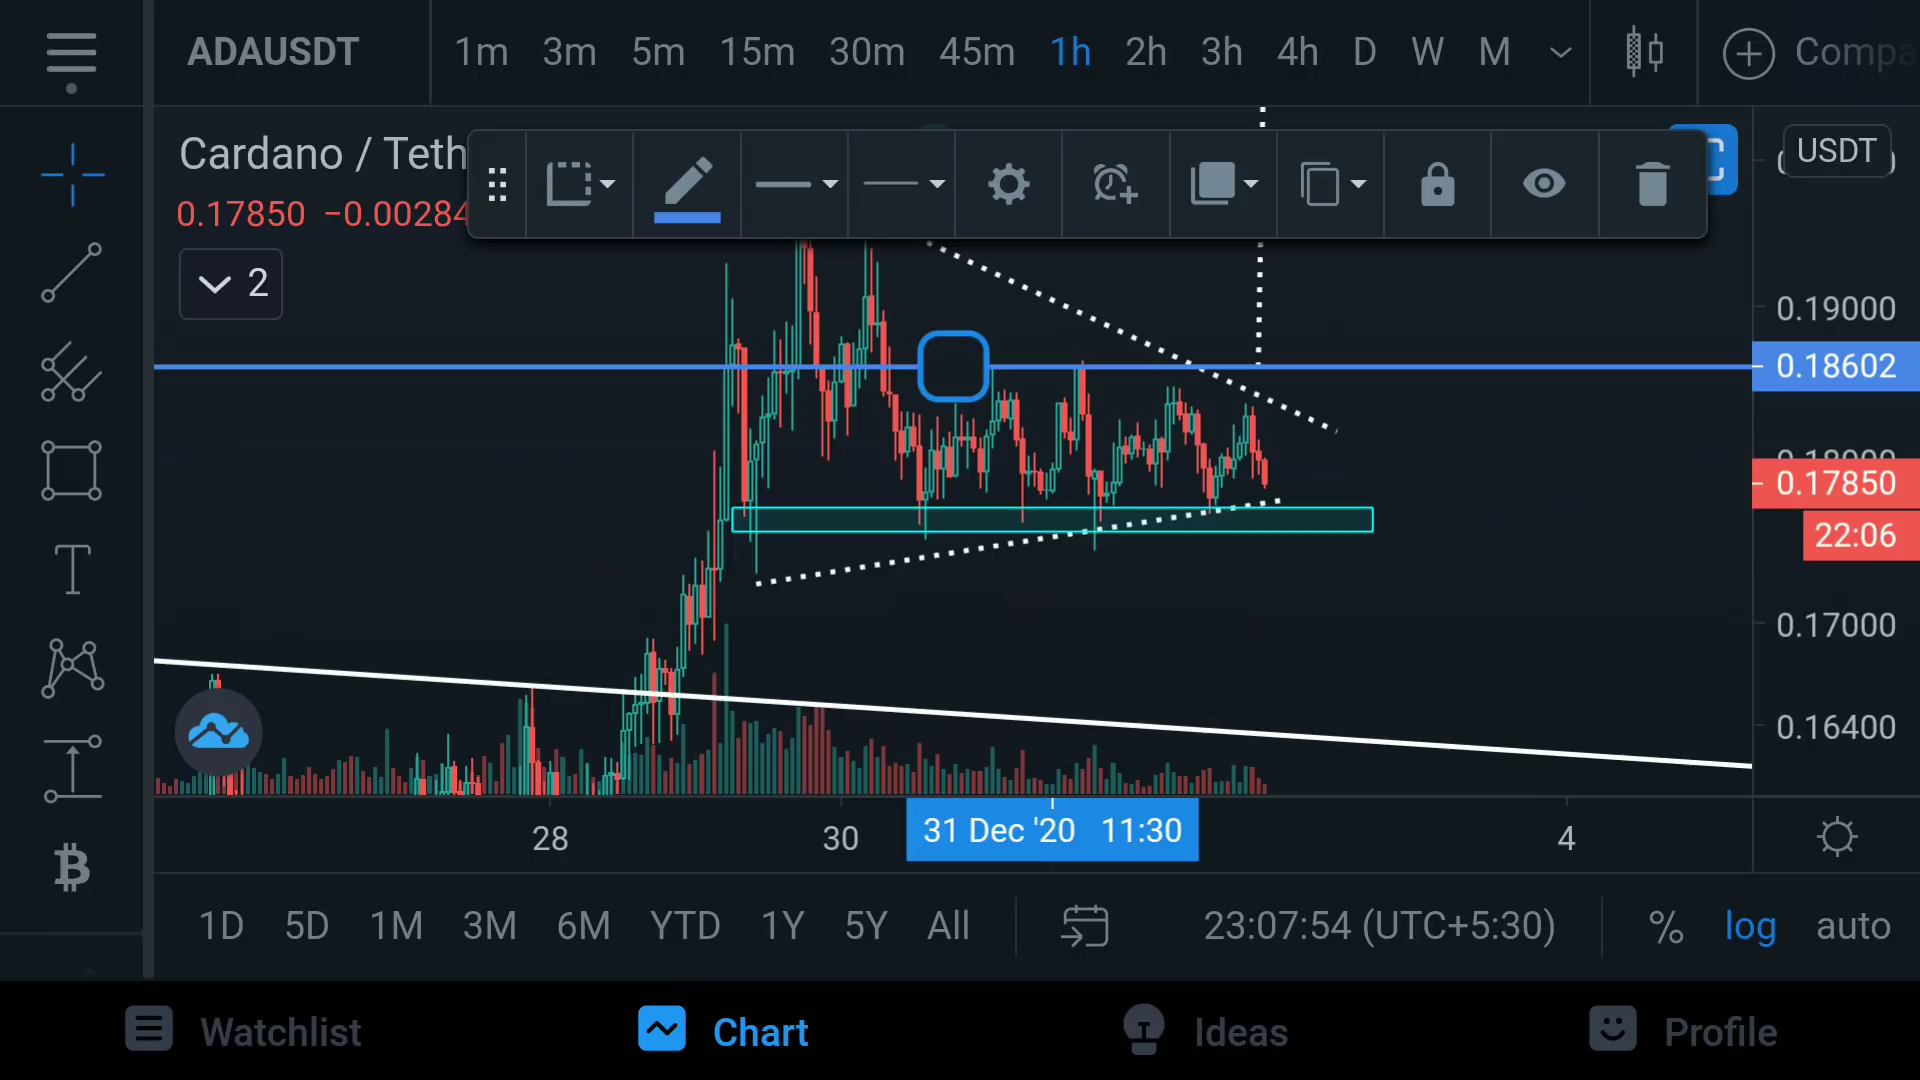 ADAUSDT 1m 3m 5m 15m 30m 45m 1h 2h 3h 4h D W M
Cardano / Teth
USDT
0.17850 −0.00284
2
0.19000
0.18602
0.17850
22:06
0.17000
0.16400
T
28 30 31 Dec '20 11:30 4
1D 5D 1M 3M 6M YTD 1Y 5Y All 23:07:54 (UTC+5:30) % log auto
Watchlist Chart Ideas Profile